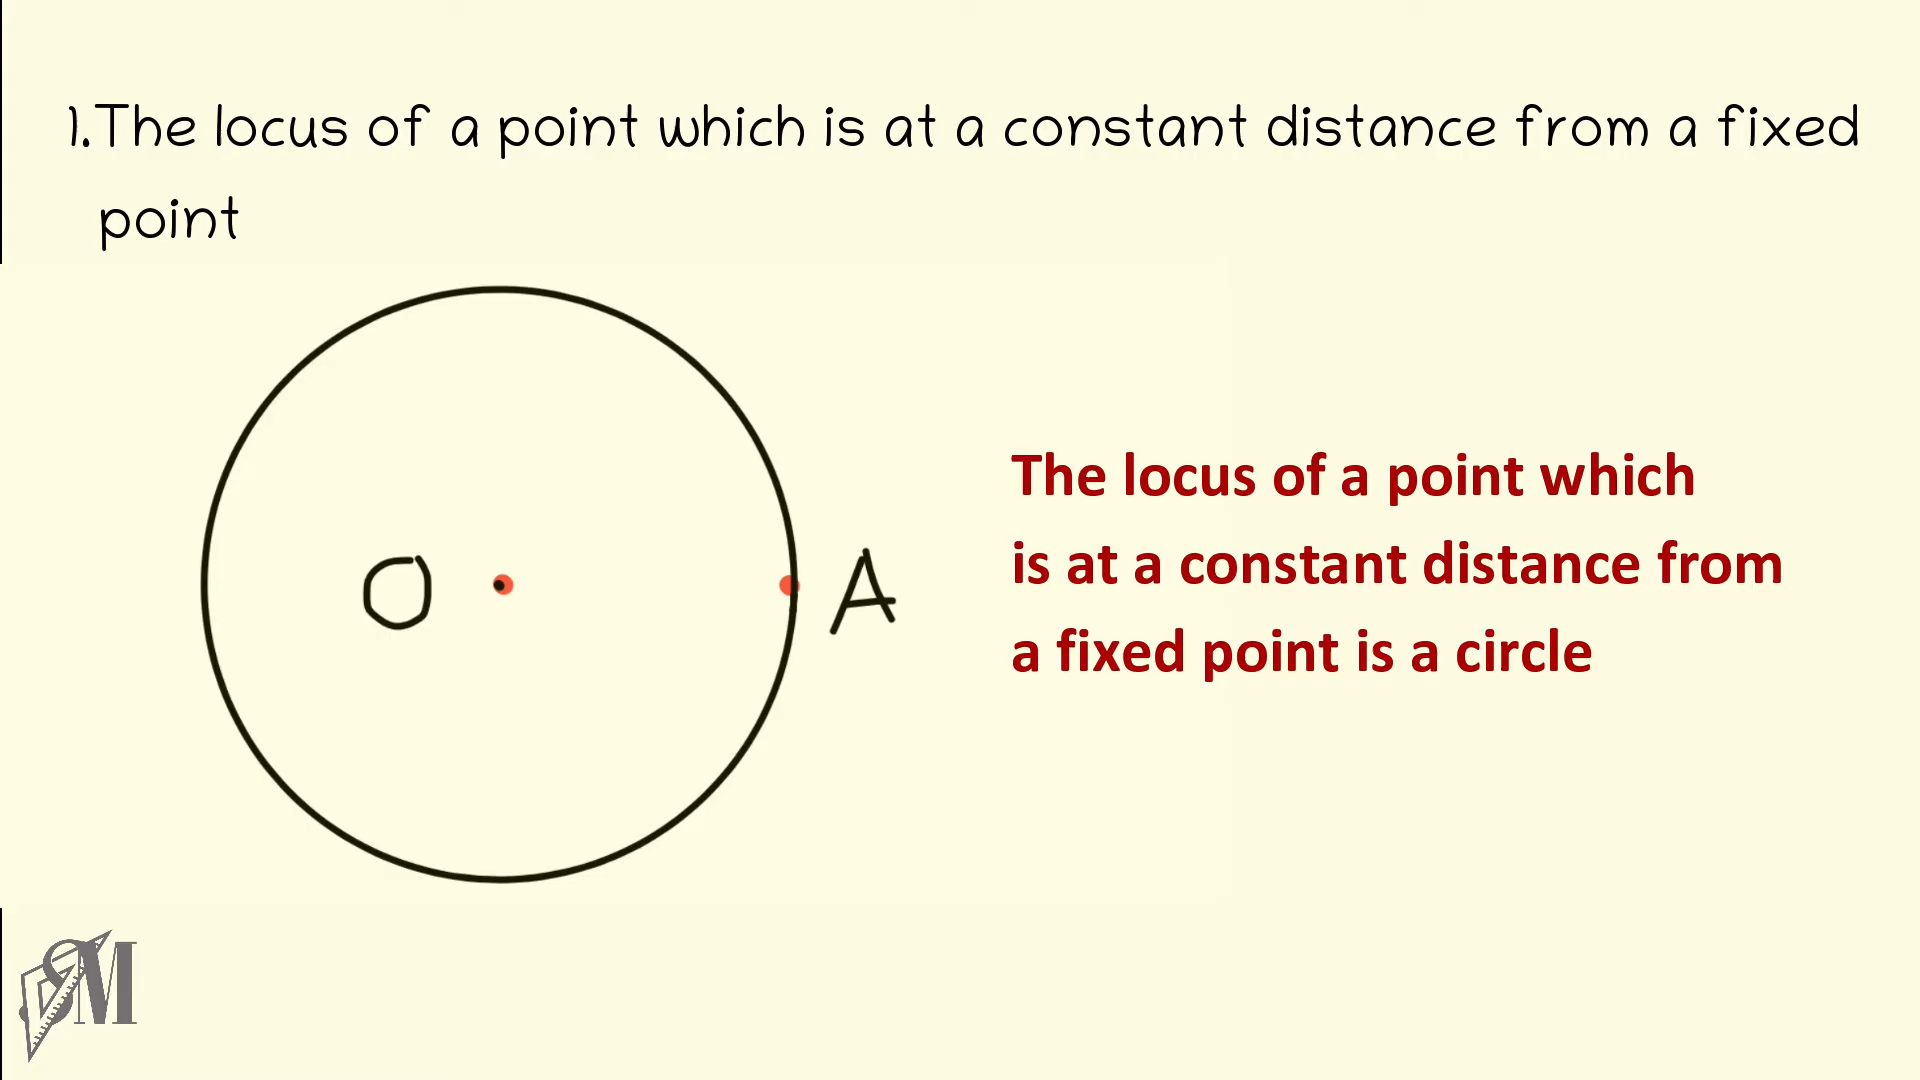 1.The locus of a point which is at a constant distance from a fixed
point
O
A
The locus of a point which
is at a constant distance from
a fixed point is a circle
SM